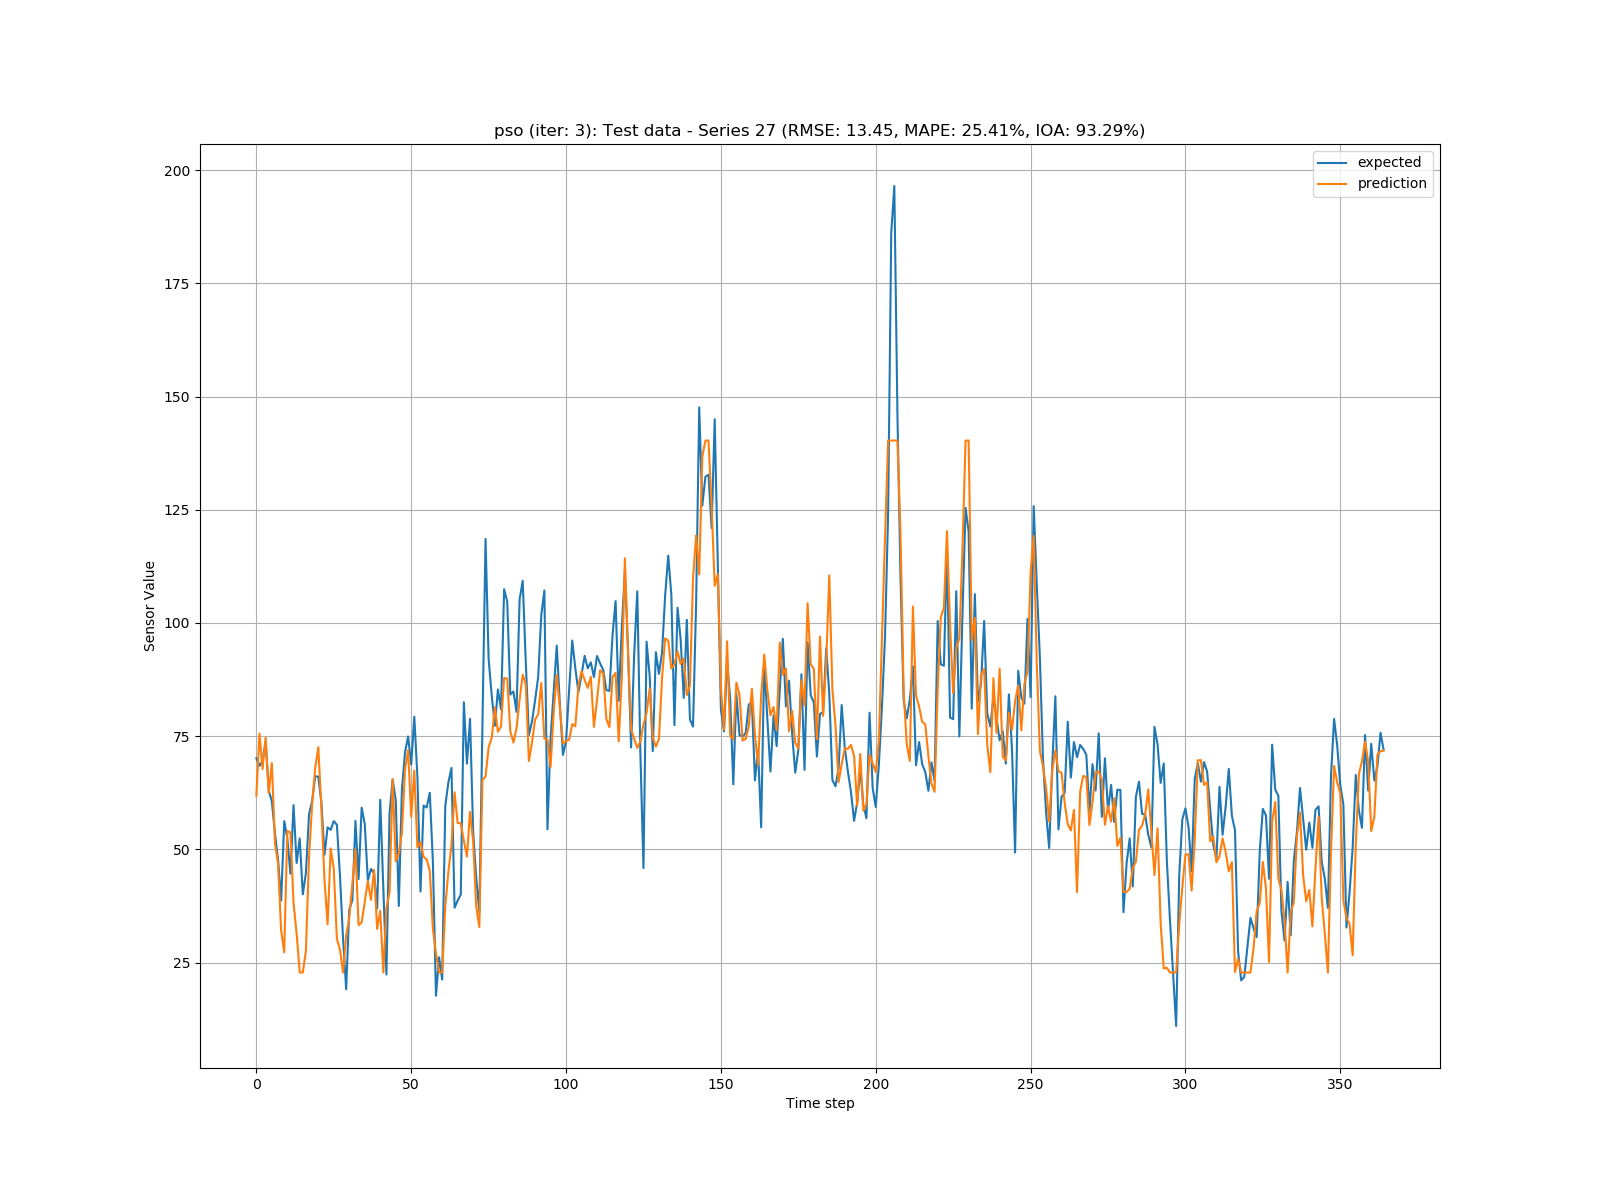 pso (iter: 3): Test data - Series 27 (RMSE: 13.45, MAPE: 25.41%, IOA: 93.29%)
expected
prediction
200
175
150
125
100
75
50
25
Sensor Value
0 50 100 150 200 250 300 350
Time step